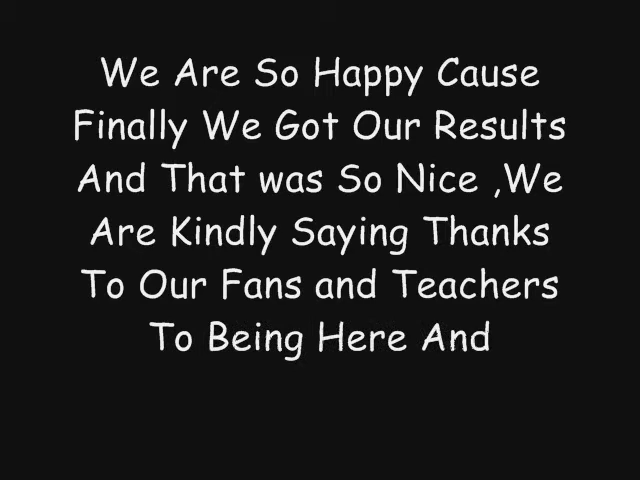 We Are So Happy Cause
Finally We Got Our Results
And That was So Nice ,We
Are Kindly Saying Thanks
To Our Fans and Teachers
To Being Here And